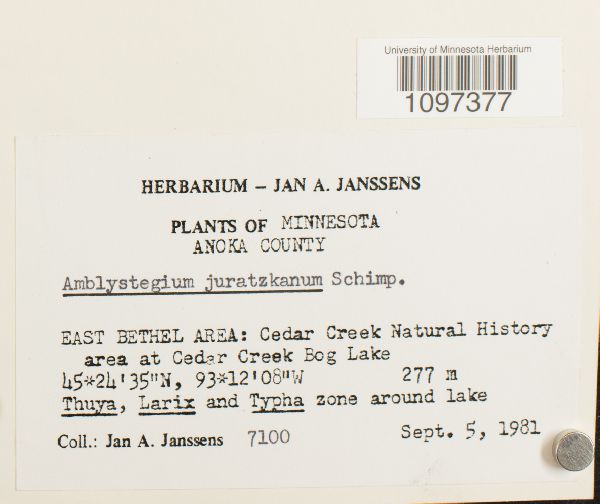 University of Minnesota Herbarium
1097377
HERBARIUM – JAN A. JANSSENS
PLANTS OF MINNESOTA
ANOKA COUNTY
Amblystegium juratzkanum Schimp.
EAST BETHEL AREA: Cedar Creek Natural History
area at Cedar Creek Bog Lake
45*24'35"N, 93*12'08"W 277 m
Thuya, Larix and Typha zone around lake
Coll.: Jan A. Janssens 7100 Sept. 5, 1981